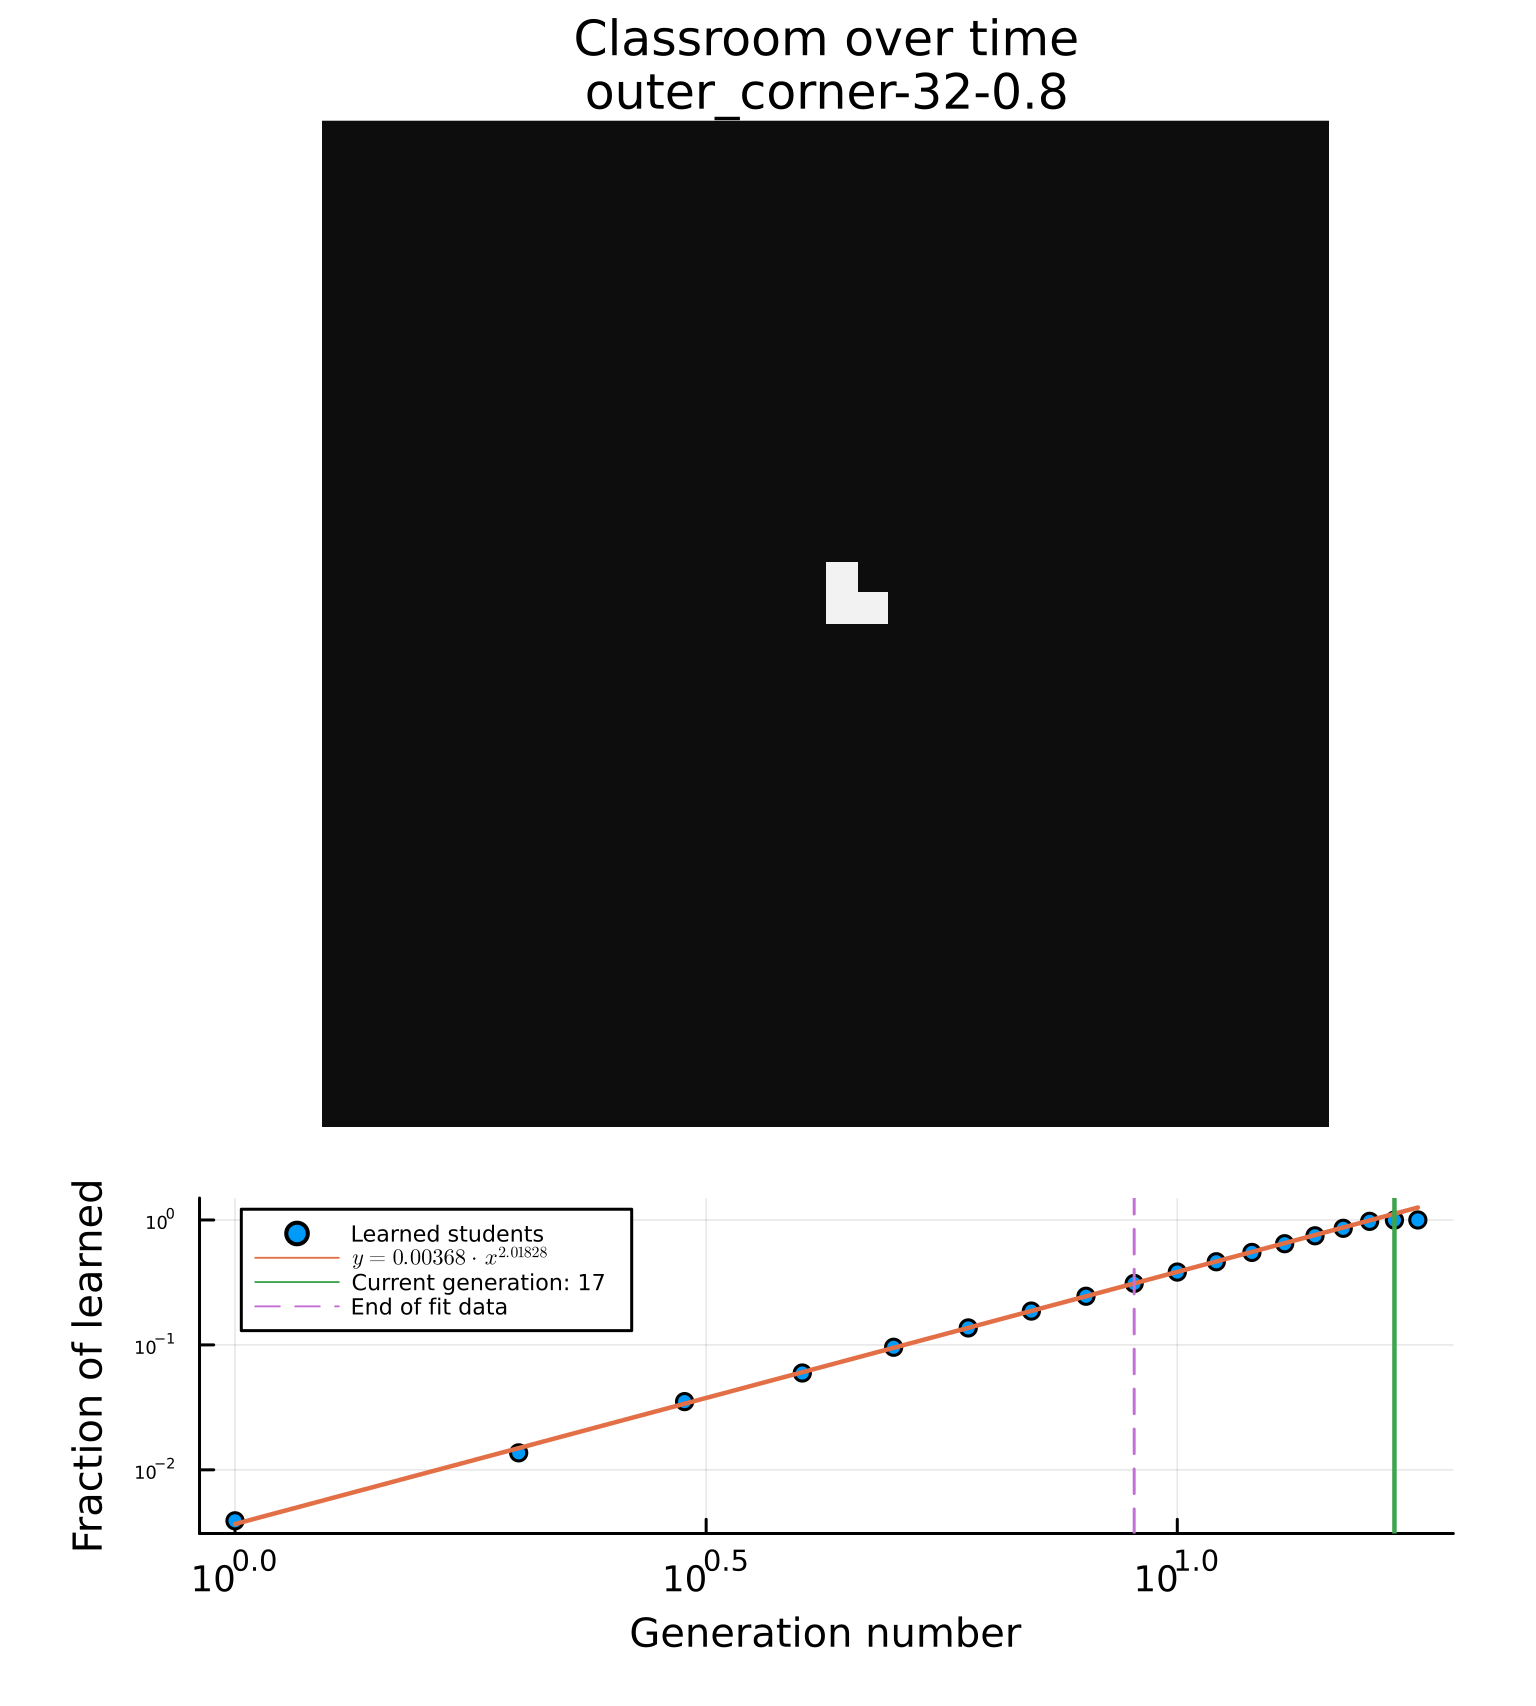 Classroom over time
outer_corner-32-0.8
Fraction of learned
10^0
10^-1
10^-2
Learned students
y = 0.00368 · x^2.01828
Current generation: 17
End of fit data
10^0.0
10^0.5
10^1.0
Generation number